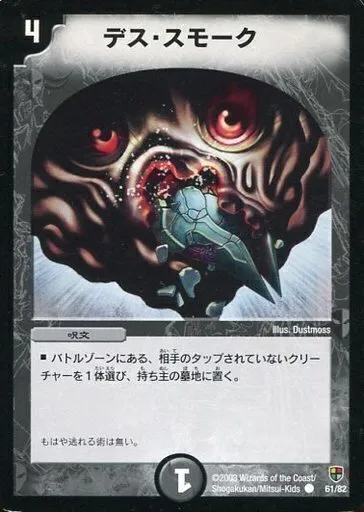 4
デス・スモーク
Illus. Dustmoss
呪文
■ バトルゾーンにある、相手のタップされていないクリー
チャーを1体選び、持ち主の墓地に置く。
もはや逃れる術は無い。
1
©2003 Wizards of the Coast/
Shogakukan/Mitsui-Kids
61/82